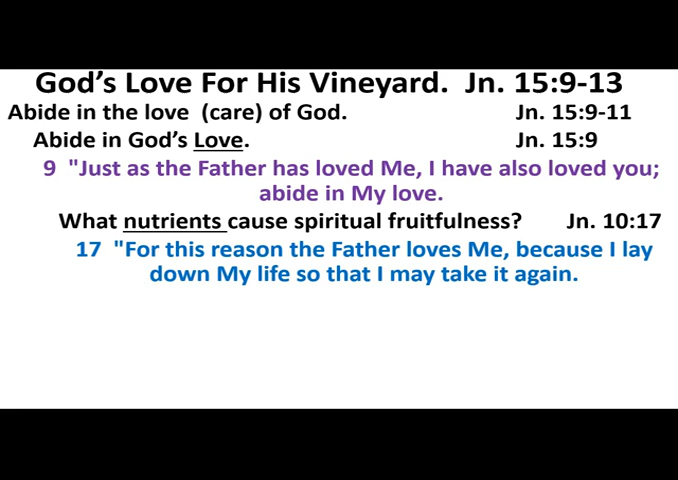 God's Love For His Vineyard.  Jn. 15:9-13
Abide in the love  (care) of God.  Jn. 15:9-11
Abide in God's Love.  Jn. 15:9
9  "Just as the Father has loved Me, I have also loved you;
abide in My love.
What nutrients cause spiritual fruitfulness?  Jn. 10:17
17  "For this reason the Father loves Me, because I lay
down My life so that I may take it again.